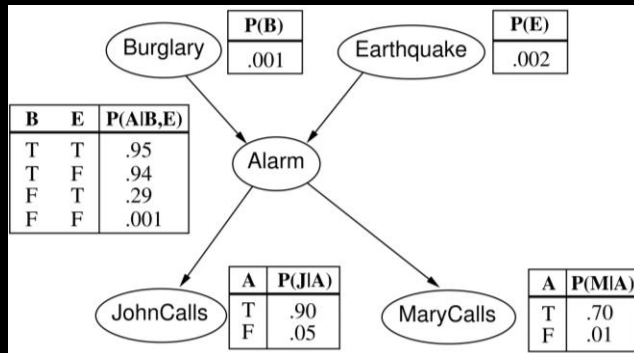 P(B)
.001
Burglary
Earthquake
P(E)
.002
B E P(A|B,E)
T T .95
T F .94
F T .29
F F .001
Alarm
JohnCalls
A P(J|A)
T .90
F .05
MaryCalls
A P(M|A)
T .70
F .01